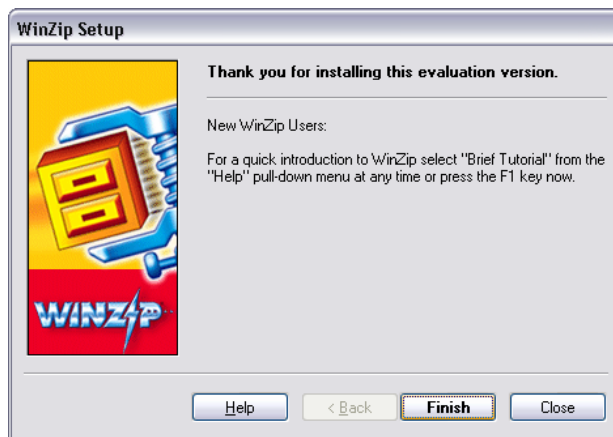 WinZip Setup
Thank you for installing this evaluation version.
New WinZip Users:
For a quick introduction to WinZip select "Brief Tutorial" from the
"Help" pull-down menu at any time or press the F1 key now.
WINZIP
Help
< Back
Finish
Close